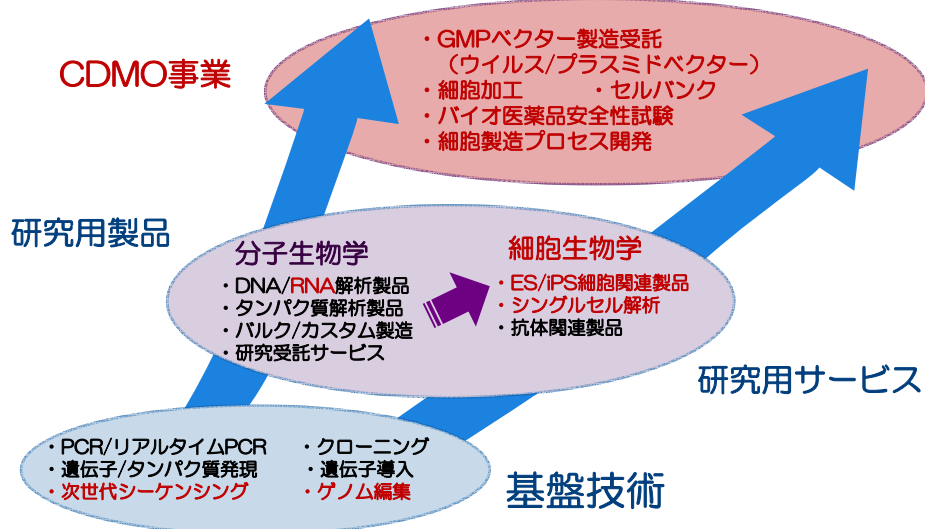 CDMO事業
・GMPベクター製造受託
（ウイルス/プラスミドベクター）
・細胞加工　・セルバンク
・バイオ医薬品安全性試験
・細胞製造プロセス開発
研究用製品
分子生物学
・DNA/RNA解析製品
・タンパク質解析製品
・バルク/カスタム製造
・研究受託サービス
細胞生物学
・ES/iPS細胞関連製品
・シングルセル解析
・抗体関連製品
研究用サービス
・PCR/リアルタイムPCR　・クローニング
・遺伝子/タンパク質発現　・遺伝子導入
・次世代シーケンシング　・ゲノム編集
基盤技術